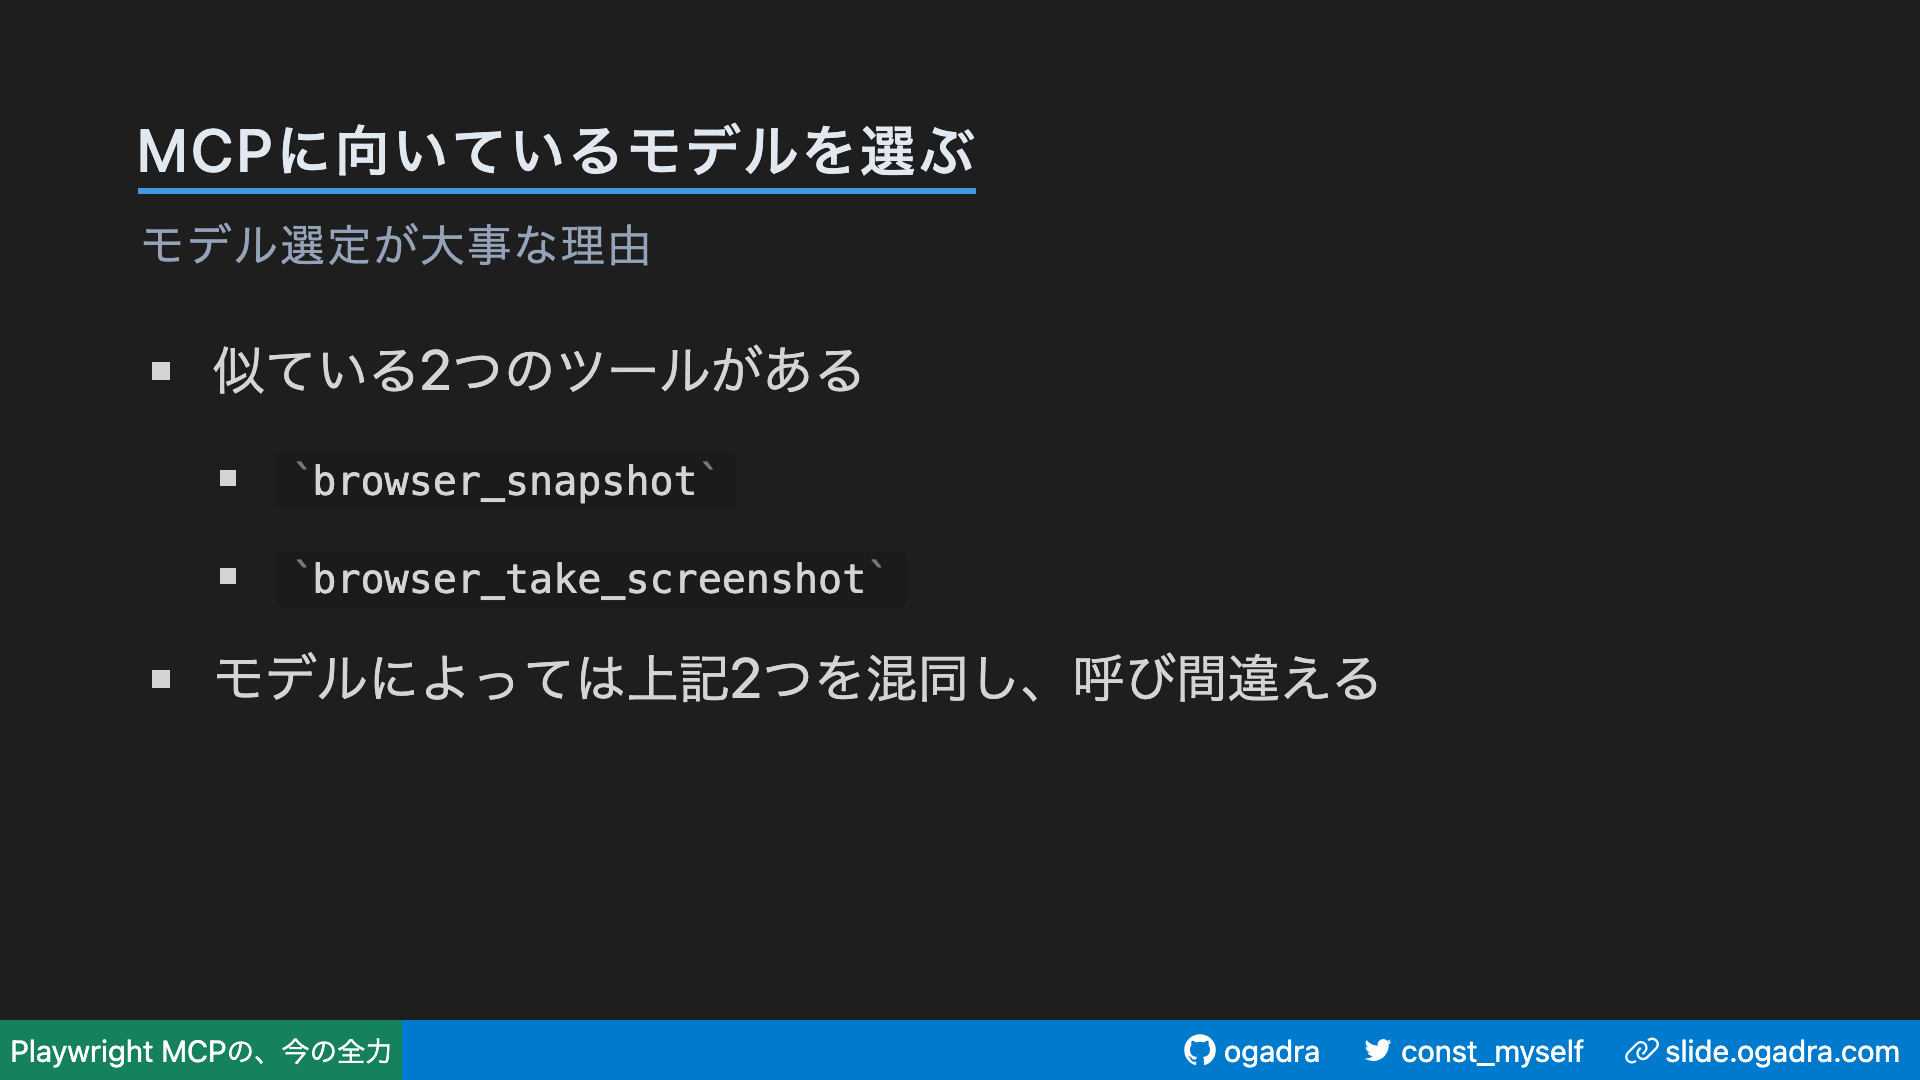 MCPに向いているモデルを選ぶ
モデル選定が大事な理由
似ている2つのツールがある
`browser_snapshot`
`browser_take_screenshot`
モデルによっては上記2つを混同し、呼び間違える
Playwright MCPの、今の全力
ogadra
const_myself
slide.ogadra.com